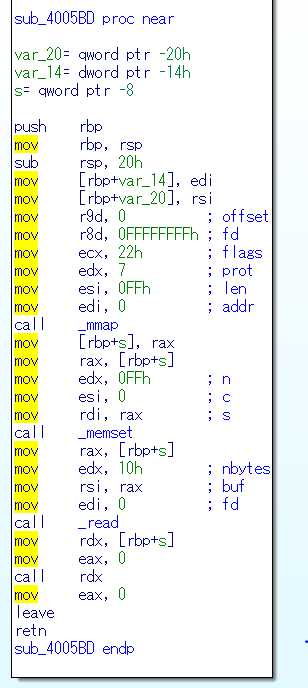 sub_4005BD proc near
var_20= qword ptr -20h
var_14= dword ptr -14h
s= qword ptr -8
push rbp
mov rbp, rsp
sub rsp, 20h
mov [rbp+var_14], edi
mov [rbp+var_20], rsi
mov r9d, 0 ; offset
mov r8d, 0FFFFFFFFh ; fd
mov ecx, 22h ; flags
mov edx, 7 ; prot
mov esi, 0FFh ; len
mov edi, 0 ; addr
call _mmap
mov [rbp+s], rax
mov rax, [rbp+s]
mov edx, 0FFh ; n
mov esi, 0 ; c
mov rdi, rax ; s
call _memset
mov rax, [rbp+s]
mov edx, 10h ; nbytes
mov rsi, rax ; buf
mov edi, 0 ; fd
call _read
mov rdx, [rbp+s]
mov eax, 0
call rdx
mov eax, 0
leave
retn
sub_4005BD endp